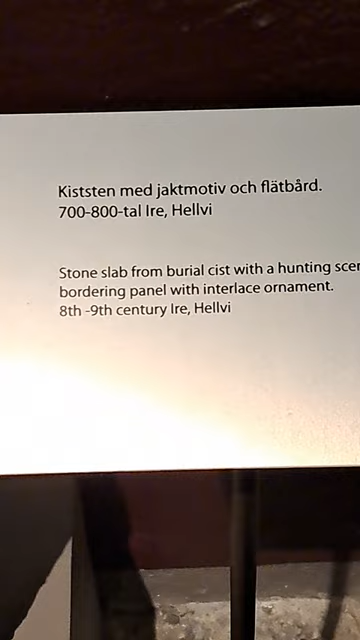 Kiststen med jaktmotiv och flätbård.
700-800-tal Ire, Hellvi
Stone slab from burial cist with a hunting
bordering panel with interlace ornament.
8th -9th century Ire, Hellvi